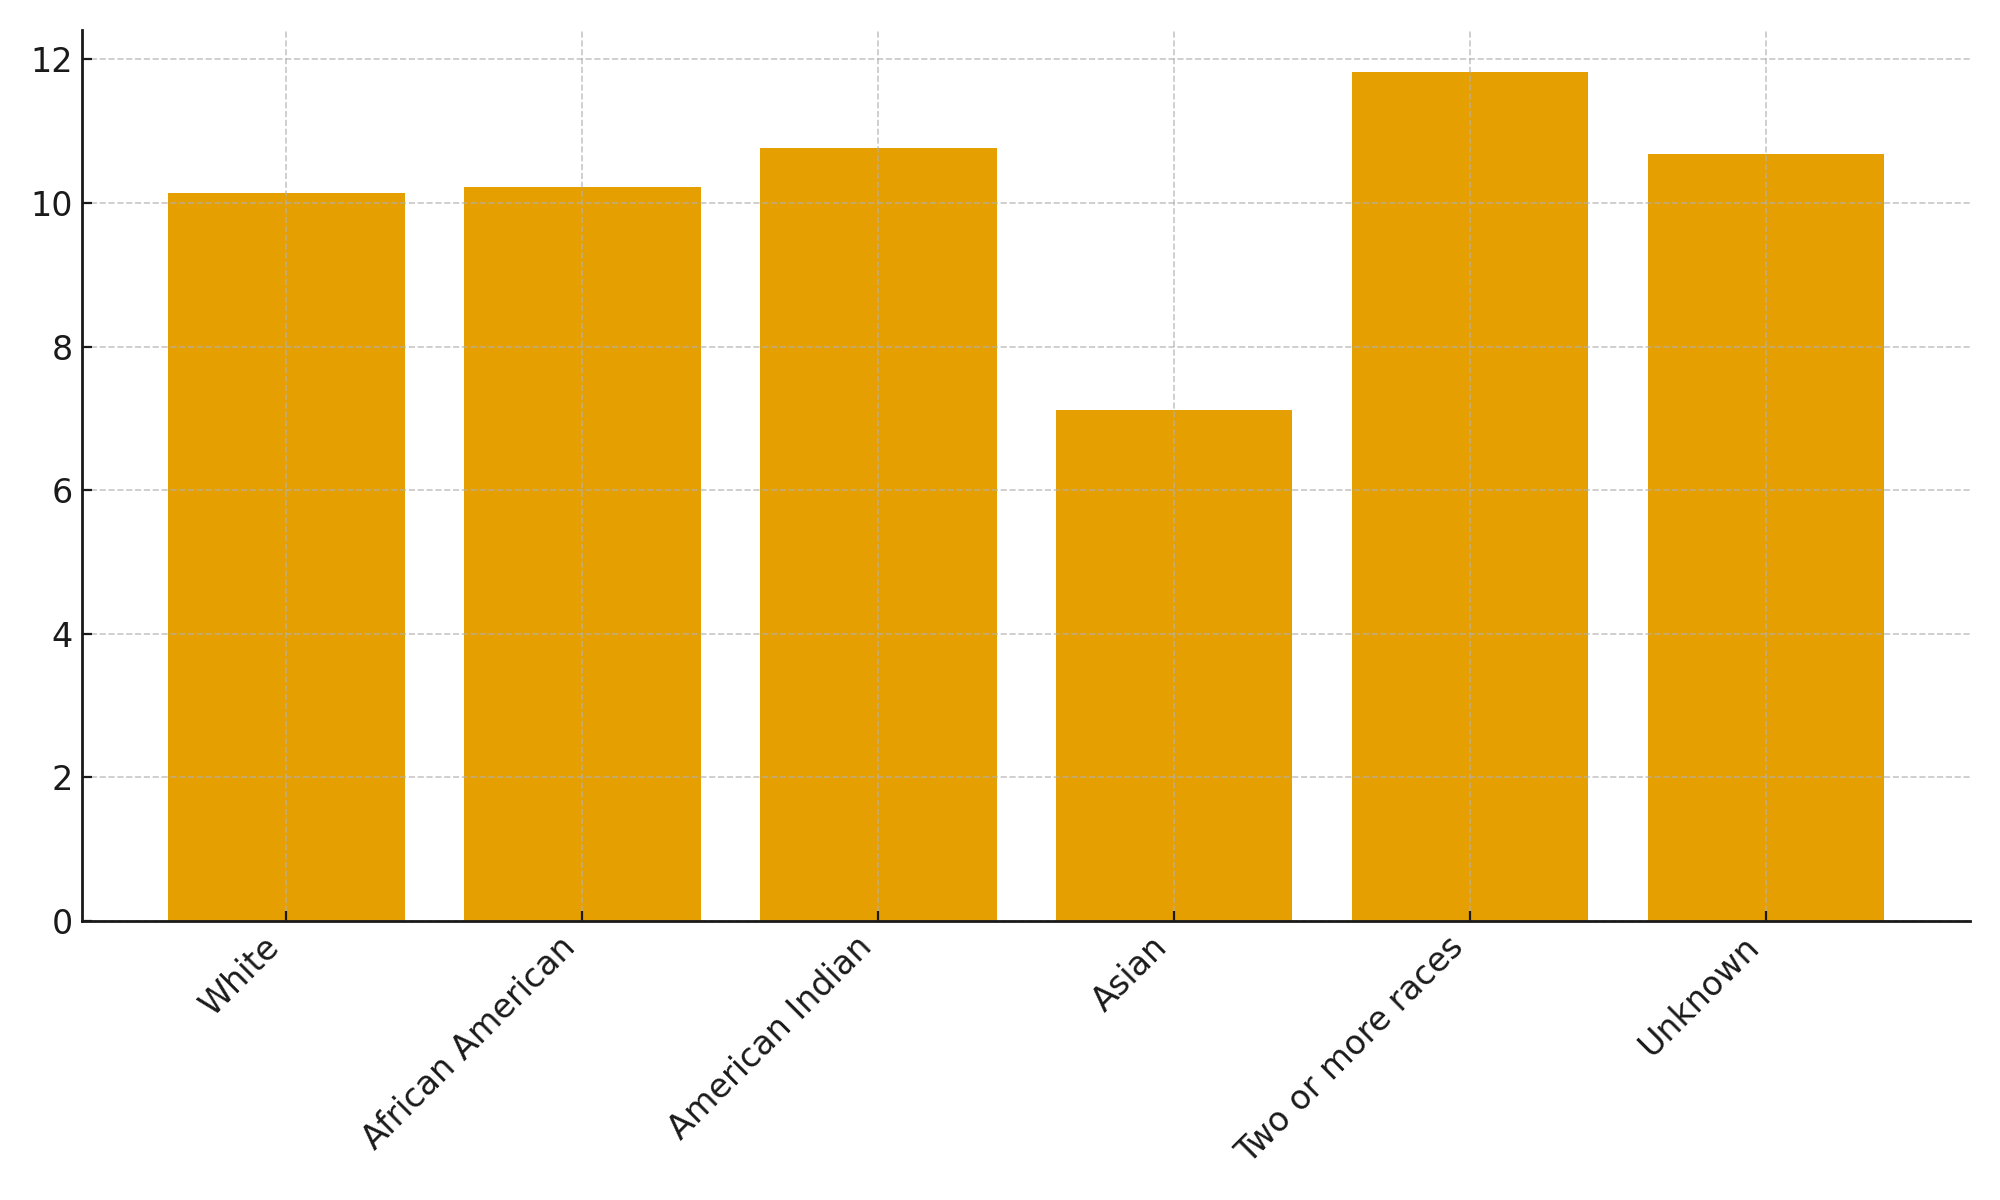 12
10
8
6
4
2
0
White
African American
American Indian
Asian
Two or more races
Unknown